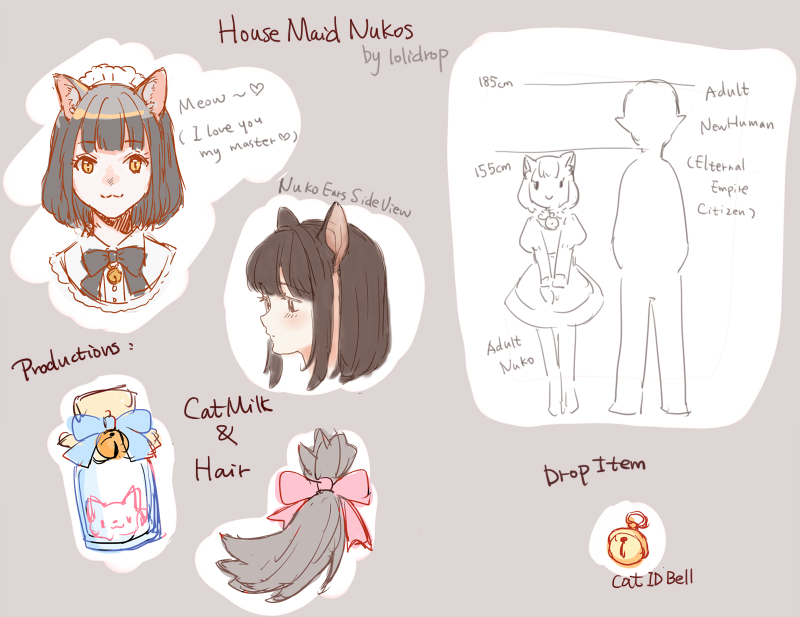 House Maid Nukos
by lolidrop
Meow ~ ♡
( I love you
my master ♡ )
Nuko Ears Side View
185cm
Adult
NewHuman
(Elternal
Empire
Citizen)
155cm
Adult
Nuko
Productions :
Cat Milk
&
Hair
Drop Item
Cat ID Bell